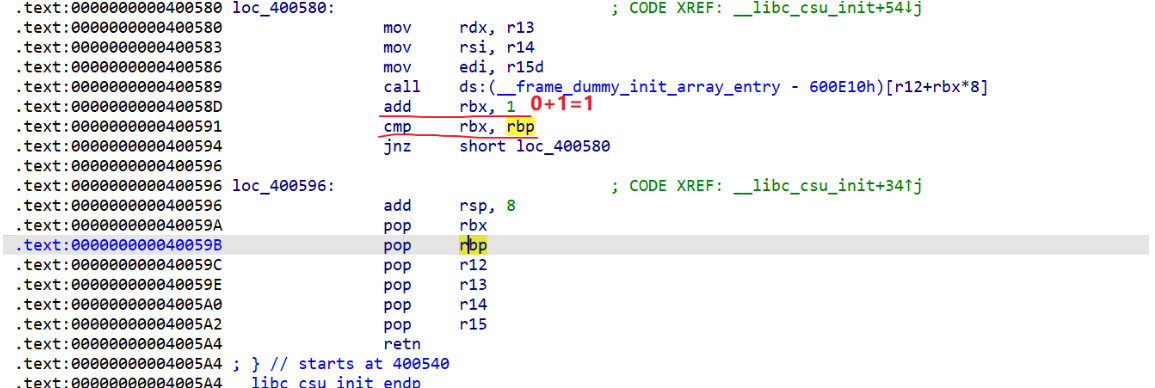 .text:0000000000400580 loc_400580: ; CODE XREF: __libc_csu_init+54↓j
.text:0000000000400580 mov rdx, r13
.text:0000000000400583 mov rsi, r14
.text:0000000000400586 mov edi, r15d
.text:0000000000400589 call ds:(__frame_dummy_init_array_entry - 600E10h)[r12+rbx*8]
.text:000000000040058D add rbx, 1 0+1=1
.text:0000000000400591 cmp rbx, rbp
.text:0000000000400594 jnz short loc_400580
.text:0000000000400596
.text:0000000000400596 loc_400596: ; CODE XREF: __libc_csu_init+34↑j
.text:0000000000400596 add rsp, 8
.text:000000000040059A pop rbx
.text:000000000040059B pop rbp
.text:000000000040059C pop r12
.text:000000000040059E pop r13
.text:00000000004005A0 pop r14
.text:00000000004005A2 pop r15
.text:00000000004005A4 retn
.text:00000000004005A4 ; } // starts at 400540
.text:00000000004005A4 __libc_csu_init endp